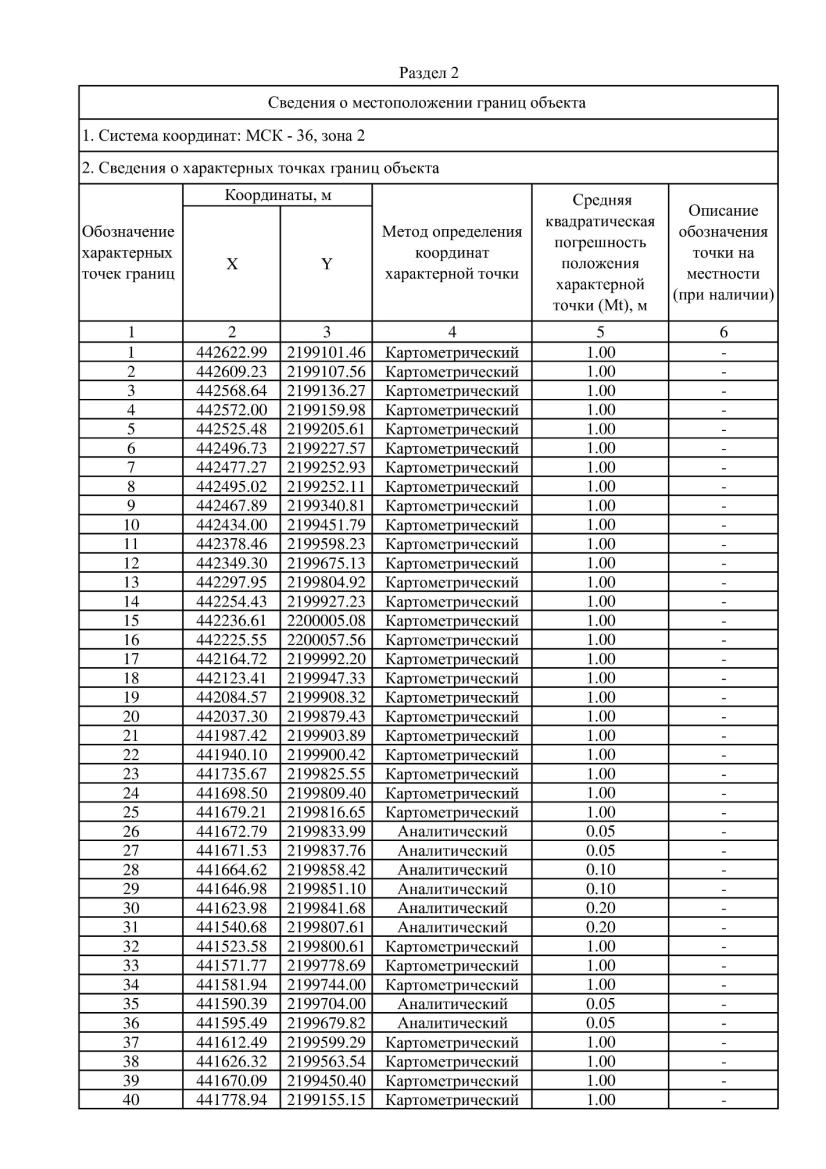 Раздел 2
Сведения о местоположении границ объекта
1. Система координат: МСК - 36, зона 2
2. Сведения о характерных точках границ объекта
Обозначение характерных точек границ
Координаты, м
X
Y
Метод определения координат характерной точки
Средняя квадратическая погрешность положения характерной точки (Mt), м
Описание обозначения точки на местности (при наличии)
1 2 3 4 5 6
1 442622.99 2199101.46 Картометрический 1.00 -
2 442609.23 2199107.56 Картометрический 1.00 -
3 442568.64 2199136.27 Картометрический 1.00 -
4 442572.00 2199159.98 Картометрический 1.00 -
5 442525.48 2199205.61 Картометрический 1.00 -
6 442496.73 2199227.57 Картометрический 1.00 -
7 442477.27 2199252.93 Картометрический 1.00 -
8 442495.02 2199252.11 Картометрический 1.00 -
9 442467.89 2199340.81 Картометрический 1.00 -
10 442434.00 2199451.79 Картометрический 1.00 -
11 442378.46 2199598.23 Картометрический 1.00 -
12 442349.30 2199675.13 Картометрический 1.00 -
13 442297.95 2199804.92 Картометрический 1.00 -
14 442254.43 2199927.23 Картометрический 1.00 -
15 442236.61 2200005.08 Картометрический 1.00 -
16 442225.55 2200057.56 Картометрический 1.00 -
17 442164.72 2199992.20 Картометрический 1.00 -
18 442123.41 2199947.33 Картометрический 1.00 -
19 442084.57 2199908.32 Картометрический 1.00 -
20 442037.30 2199879.43 Картометрический 1.00 -
21 441987.42 2199903.89 Картометрический 1.00 -
22 441940.10 2199900.42 Картометрический 1.00 -
23 441735.67 2199825.55 Картометрический 1.00 -
24 441698.50 2199809.40 Картометрический 1.00 -
25 441679.21 2199816.65 Картометрический 1.00 -
26 441672.79 2199833.99 Аналитический 0.05 -
27 441671.53 2199837.76 Аналитический 0.05 -
28 441664.62 2199858.42 Аналитический 0.10 -
29 441646.98 2199851.10 Аналитический 0.10 -
30 441623.98 2199841.68 Аналитический 0.20 -
31 441540.68 2199807.61 Аналитический 0.20 -
32 441523.58 2199800.61 Картометрический 1.00 -
33 441571.77 2199778.69 Картометрический 1.00 -
34 441581.94 2199744.00 Картометрический 1.00 -
35 441590.39 2199704.00 Аналитический 0.05 -
36 441595.49 2199679.82 Аналитический 0.05 -
37 441612.49 2199599.29 Картометрический 1.00 -
38 441626.32 2199563.54 Картометрический 1.00 -
39 441670.09 2199450.40 Картометрический 1.00 -
40 441778.94 2199155.15 Картометрический 1.00 -